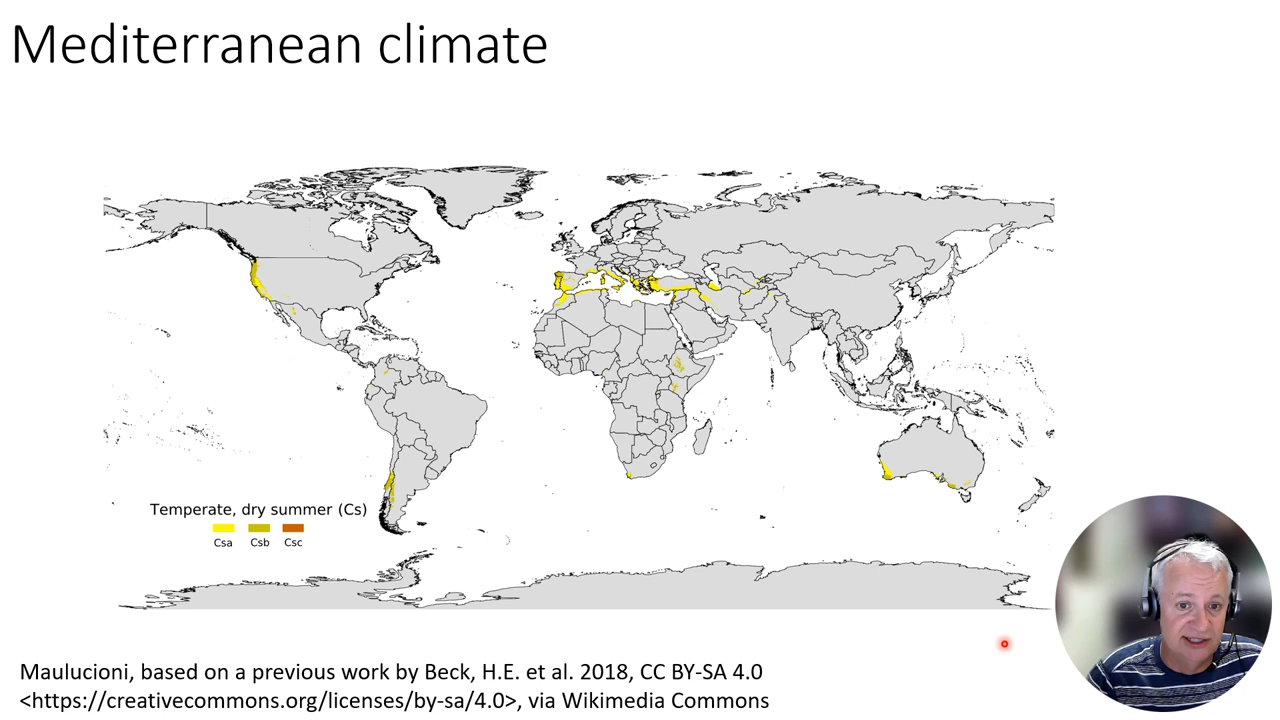 Mediterranean climate
Temperate, dry summer (Cs)
Csa Csb Csc
Maulucioni, based on a previous work by Beck, H.E. et al. 2018, CC BY-SA 4.0
<https://creativecommons.org/licenses/by-sa/4.0>, via Wikimedia Commons